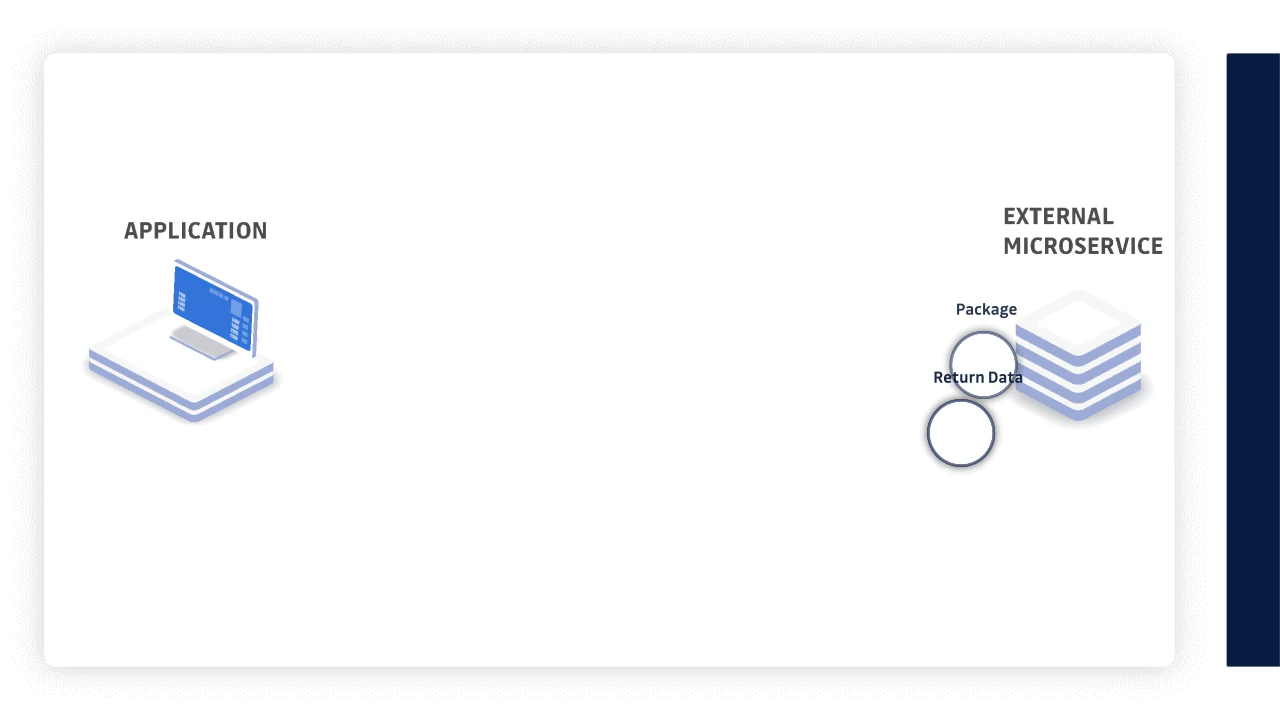 APPLICATION
EXTERNAL
MICROSERVICE
Package
Return Data